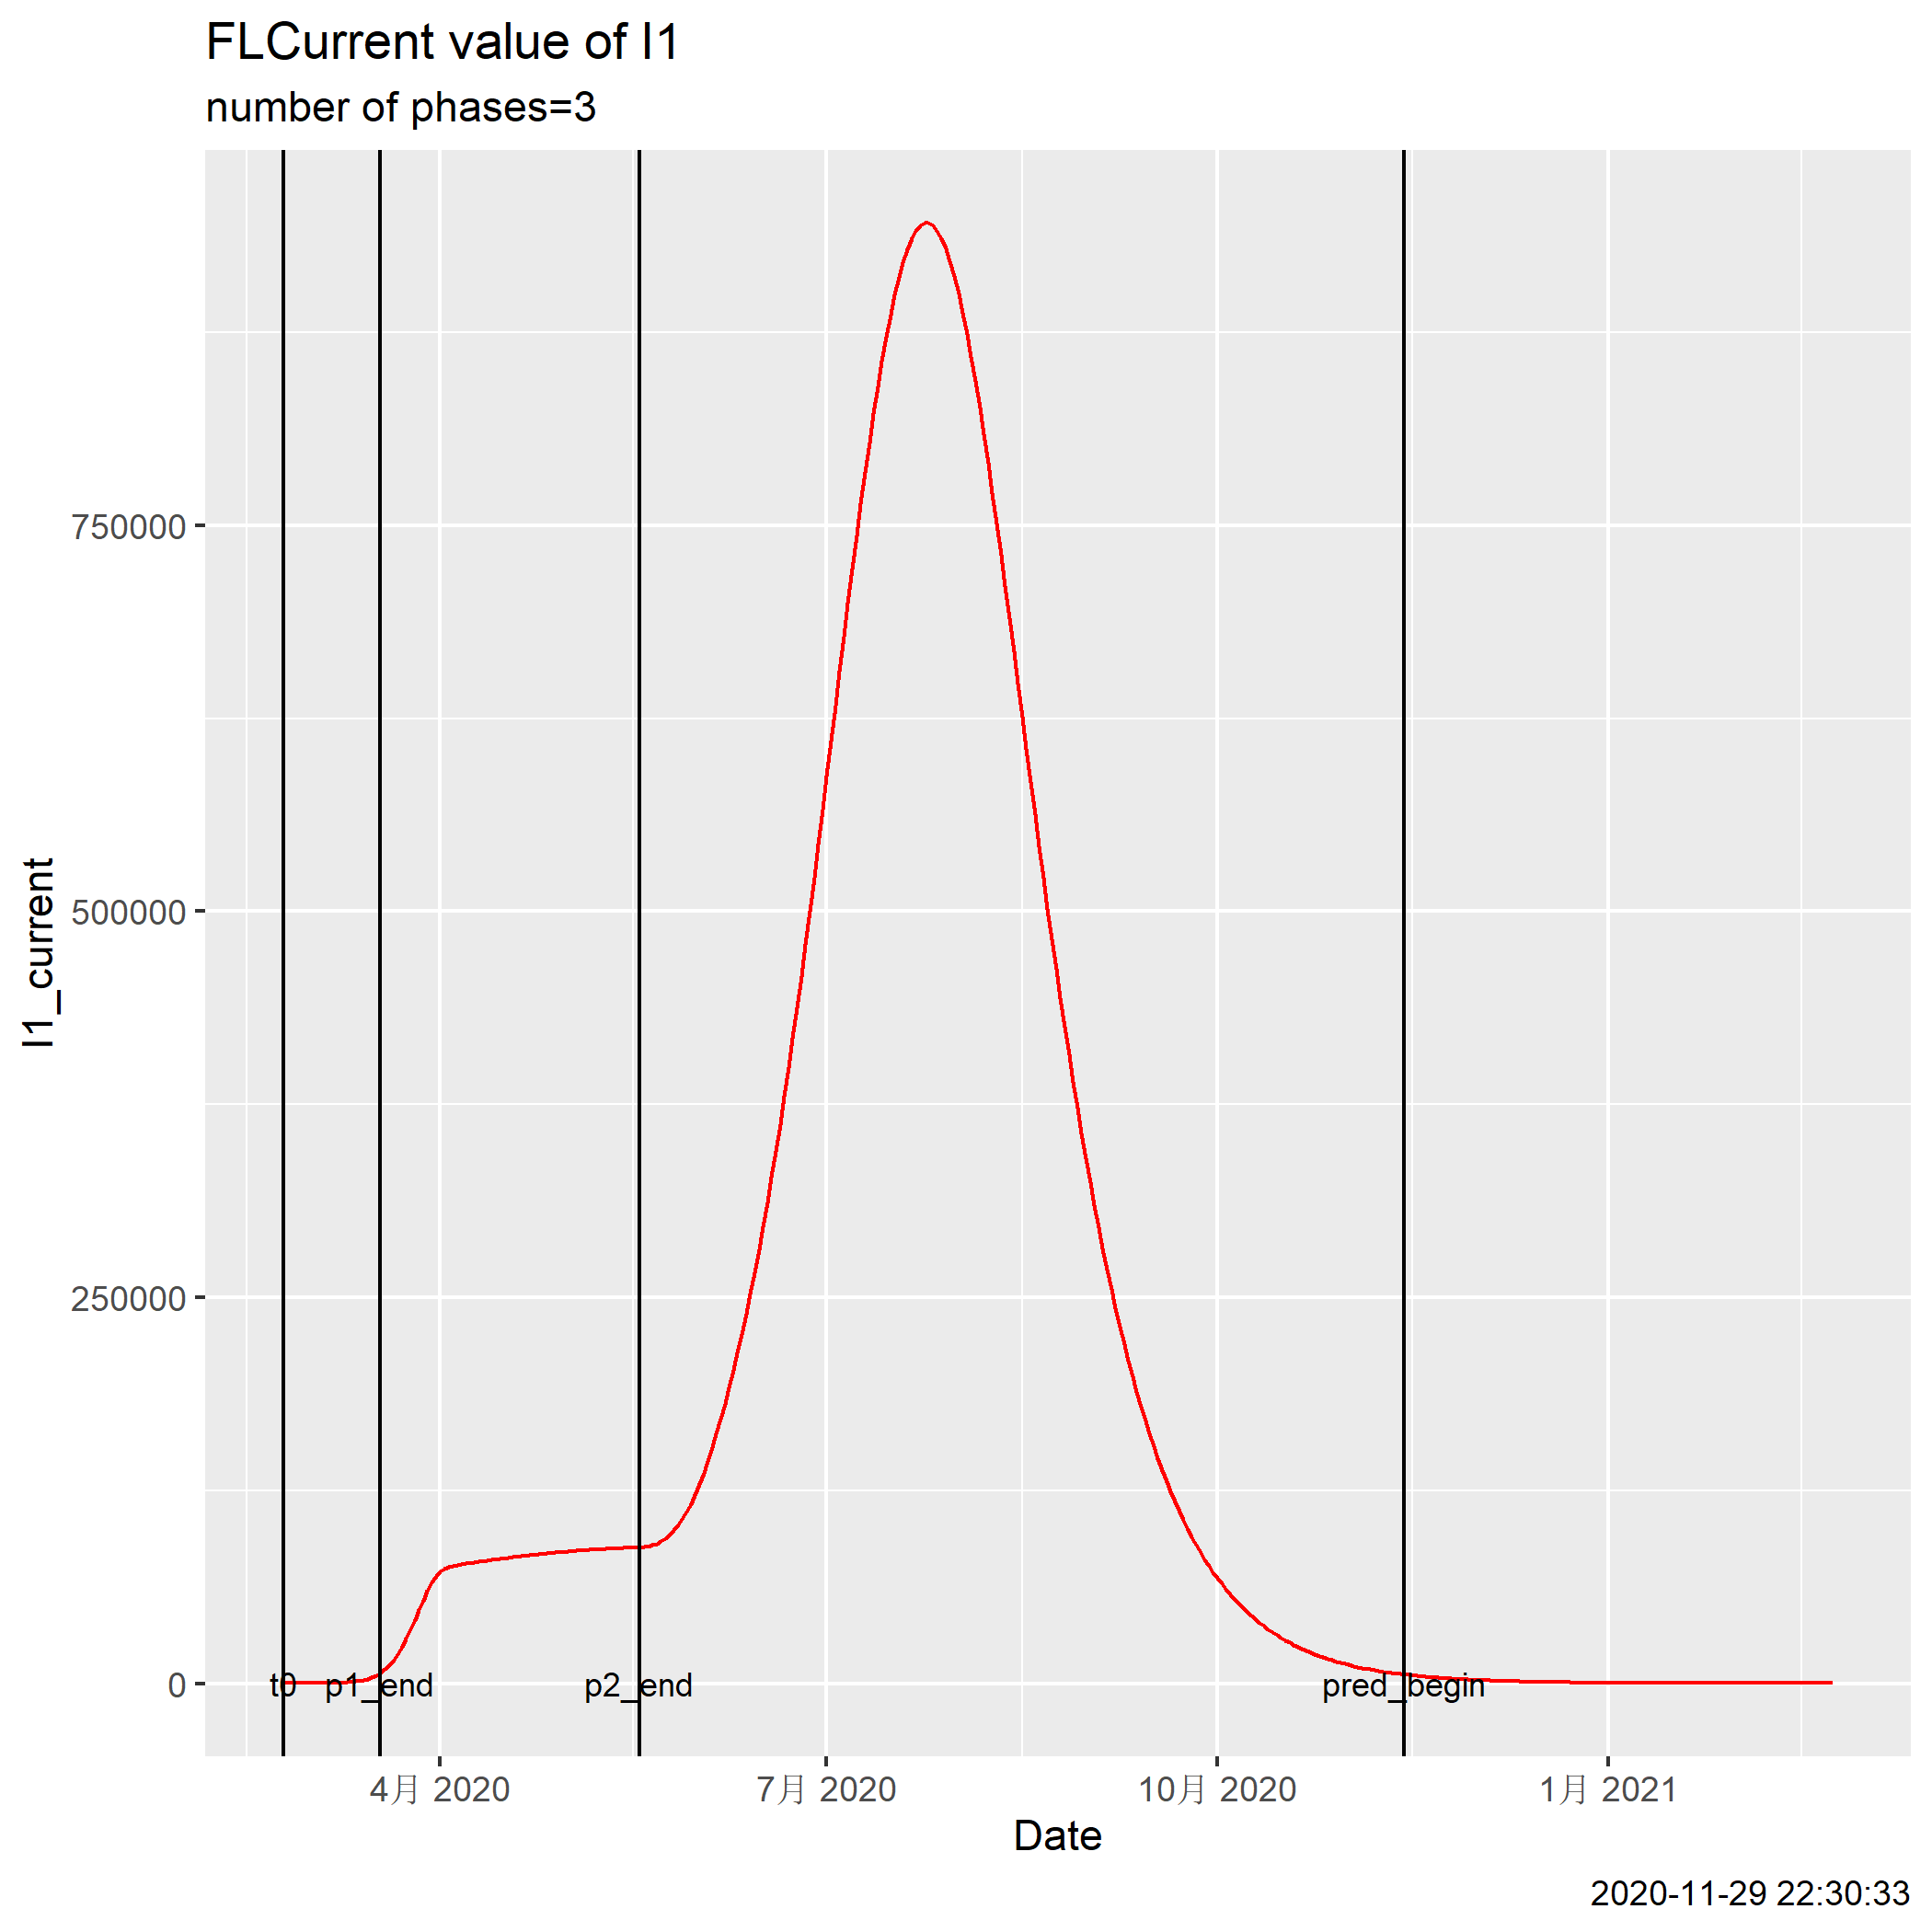 FLCurrent value of I1
number of phases=3
I1_current
750000
500000
250000
0
t0
p1_end
p2_end
pred_begin
4月 2020
7月 2020
10月 2020
1月 2021
Date
2020-11-29 22:30:33